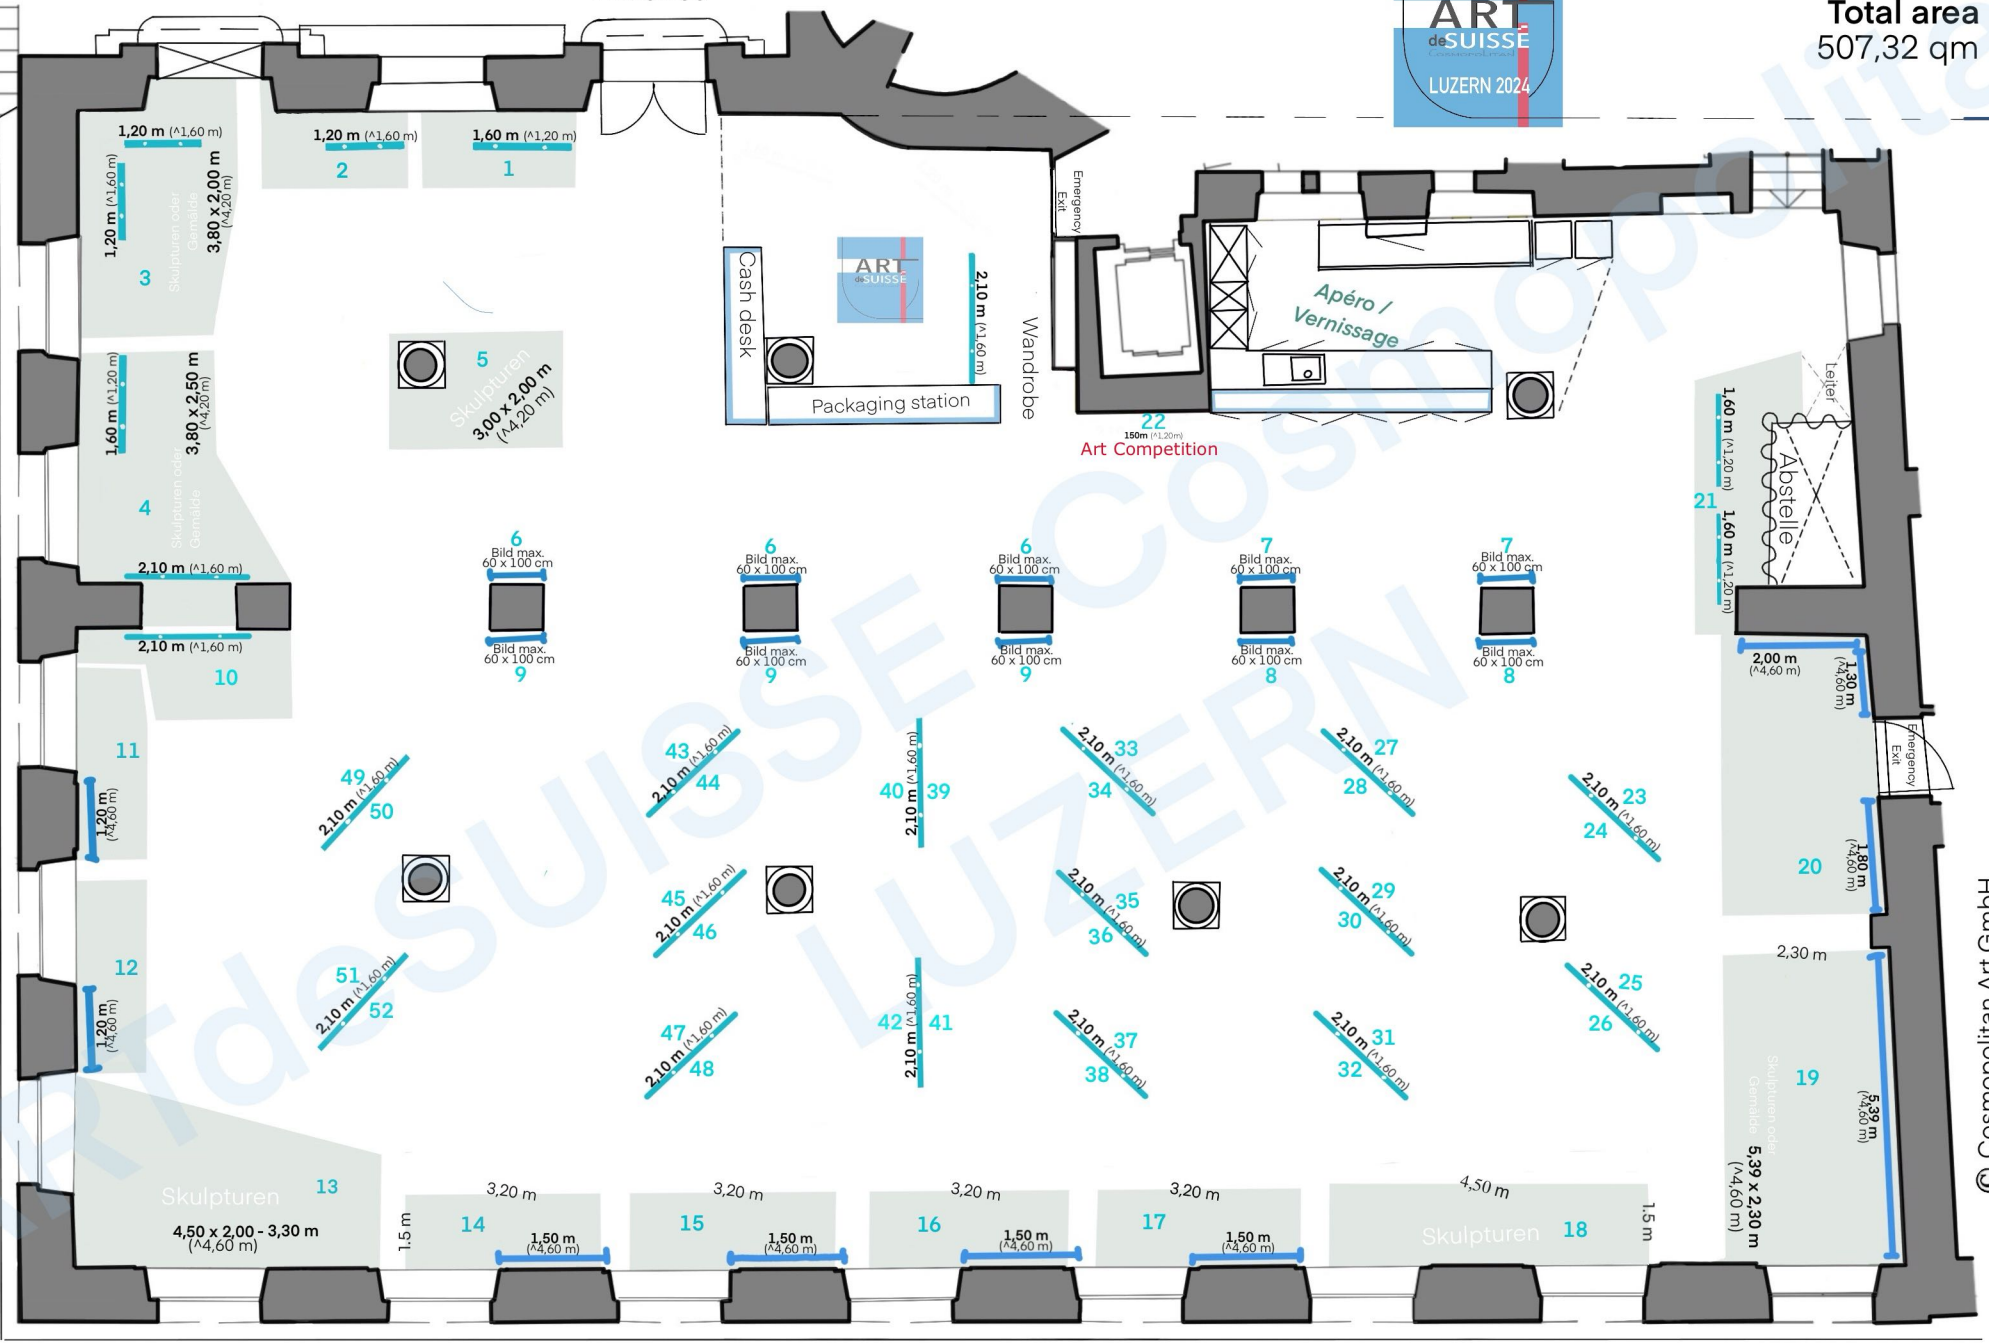 Total area
507,32 qm
ART
deSUISSE
LUZERN 2024
1,20 m (^1,60 m)
1,20 m (^1,60 m)
3,80 x 2,00 m
(^4,20 m)
Skulpturen oder
Gemälde
3
1,20 m (^1,60 m)
2
1,60 m (^1,20 m)
1
Emergency
Exit
Cash desk
ART
deSUISSE
2,10 m (^1,60 m)
Wandrobe
Packaging station
Apéro /
Vernissage
22
150m (^1,20m)
Art Competition
1,60 m (^1,20 m)
3,80 x 2,50 m
(^4,20 m)
Skulpturen oder
Gemälde
4
2,10 m (^1,60 m)
5
Skulpturen
3,00 x 2,00 m
(^4,20 m)
Leiter
Abstelle
1,60 m (^1,20 m)
21
1,60 m (^1,20 m)
6
Bild max.
60 x 100 cm
6
Bild max.
60 x 100 cm
6
Bild max.
60 x 100 cm
7
Bild max.
60 x 100 cm
7
Bild max.
60 x 100 cm
Bild max.
60 x 100 cm
9
Bild max.
60 x 100 cm
9
Bild max.
60 x 100 cm
9
Bild max.
60 x 100 cm
8
Bild max.
60 x 100 cm
8
2,10 m (^1,60 m)
10
11
1,20 m
(^4,60 m)
12
1,20 m
(^4,60 m)
49
2,10 m (^1,60 m)
50
51
2,10 m (^1,60 m)
52
43
2,10 m (^1,60 m)
44
45
2,10 m (^1,60 m)
46
47
2,10 m (^1,60 m)
48
40
2,10 m (^1,60 m)
39
42
2,10 m (^1,60 m)
41
33
2,10 m (^1,60 m)
34
35
2,10 m (^1,60 m)
36
37
2,10 m (^1,60 m)
38
27
2,10 m (^1,60 m)
28
29
2,10 m (^1,60 m)
30
31
2,10 m (^1,60 m)
32
23
2,10 m (^1,60 m)
24
25
2,10 m (^1,60 m)
26
2,00 m
(^4,60 m)
1,30 m
(^4,60 m)
Emergency
Exit
20
1,80 m
(^4,60 m)
2,30 m
19
Skulpturen oder
Gemälde
5,39 m
(^4,60 m)
5,39 x 2,30 m
(^4,60 m)
13
Skulpturen
4,50 x 2,00 - 3,30 m
(^4,60 m)
1.5 m
3,20 m
14
1,50 m
(^4,60 m)
3,20 m
15
1,50 m
(^4,60 m)
3,20 m
16
1,50 m
(^4,60 m)
3,20 m
17
1,50 m
(^4,60 m)
4,50 m
Skulpturen
18
1.5 m
© Cosmopolitan Art GmbH
ARTdeSUISSE Cosmopolita
LUZERN